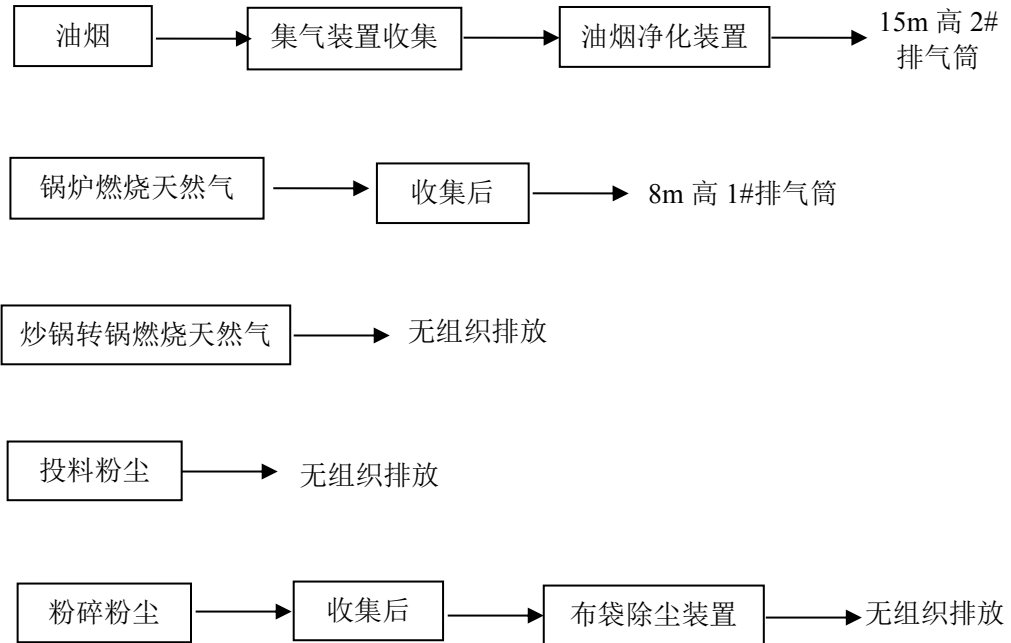 油烟
集气装置收集
油烟净化装置
15m 高 2#
排气筒
锅炉燃烧天然气
收集后
8m 高 1#排气筒
炒锅转锅燃烧天然气
无组织排放
投料粉尘
无组织排放
粉碎粉尘
收集后
布袋除尘装置
无组织排放